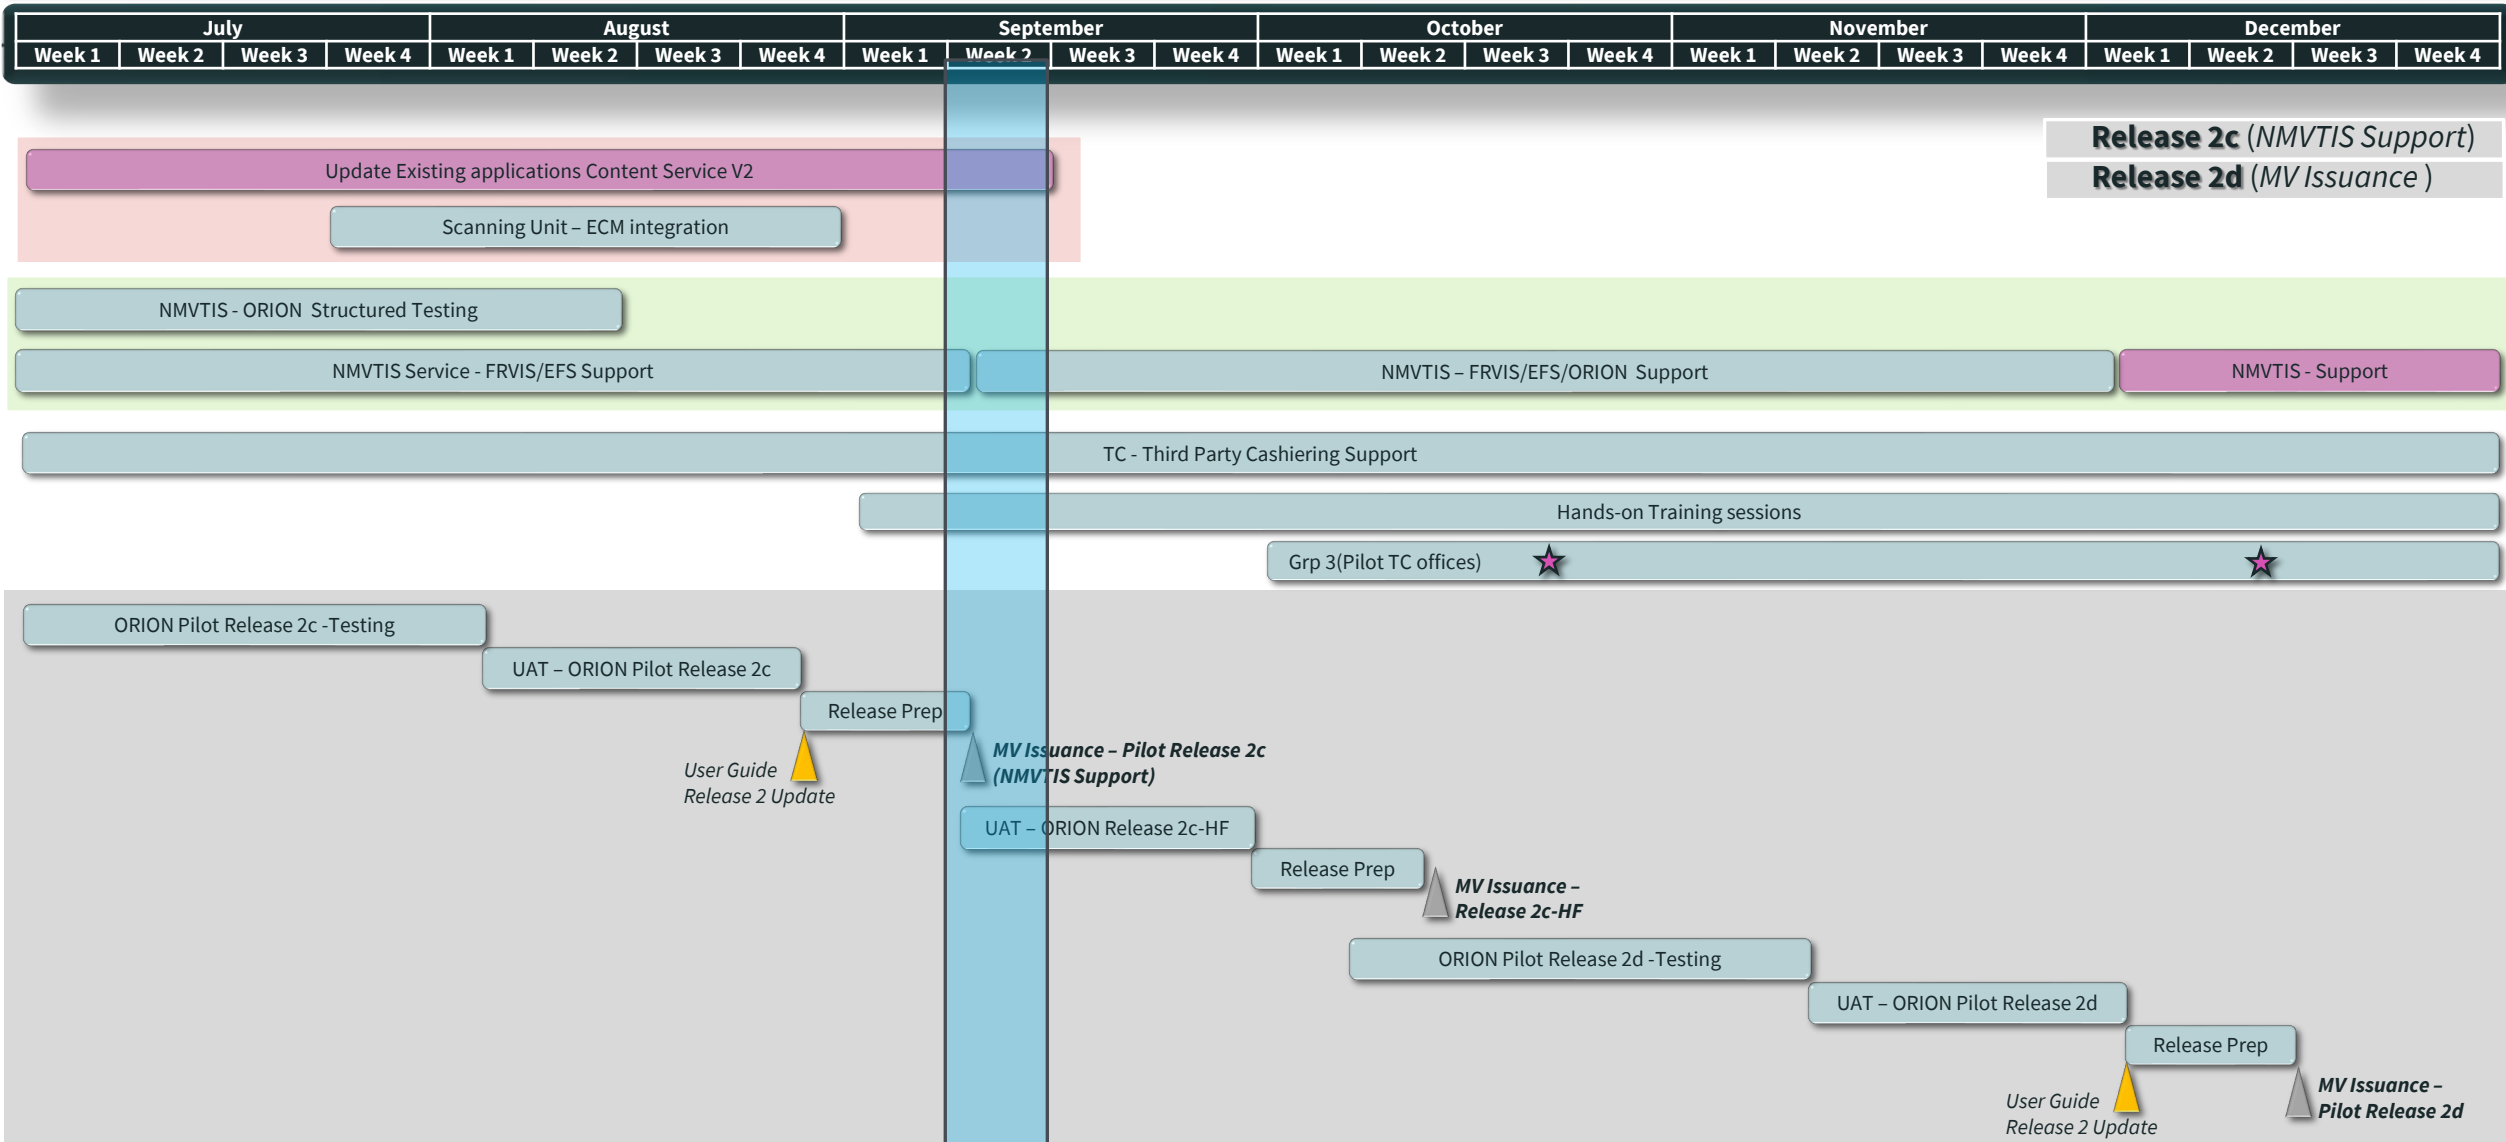 July August September October November December
Week 1 Week 2 Week 3 Week 4 Week 1 Week 2 Week 3 Week 4 Week 1 Week 2 Week 3 Week 4 Week 1 Week 2 Week 3 Week 4 Week 1 Week 2 Week 3 Week 4 Week 1 Week 2 Week 3 Week 4
Release 2c (NMVTIS Support)
Release 2d (MV Issuance )
Update Existing applications Content Service V2
Scanning Unit – ECM integration
NMVTIS - ORION Structured Testing
NMVTIS Service - FRVIS/EFS Support
NMVTIS – FRVIS/EFS/ORION Support
NMVTIS - Support
TC - Third Party Cashiering Support
Hands-on Training sessions
Grp 3(Pilot TC offices)
ORION Pilot Release 2c -Testing
UAT – ORION Pilot Release 2c
Release Prep
User Guide
Release 2 Update
MV Issuance – Pilot Release 2c
(NMVTIS Support)
UAT – ORION Release 2c-HF
Release Prep
MV Issuance –
Release 2c-HF
ORION Pilot Release 2d -Testing
UAT – ORION Pilot Release 2d
Release Prep
User Guide
Release 2 Update
MV Issuance –
Pilot Release 2d